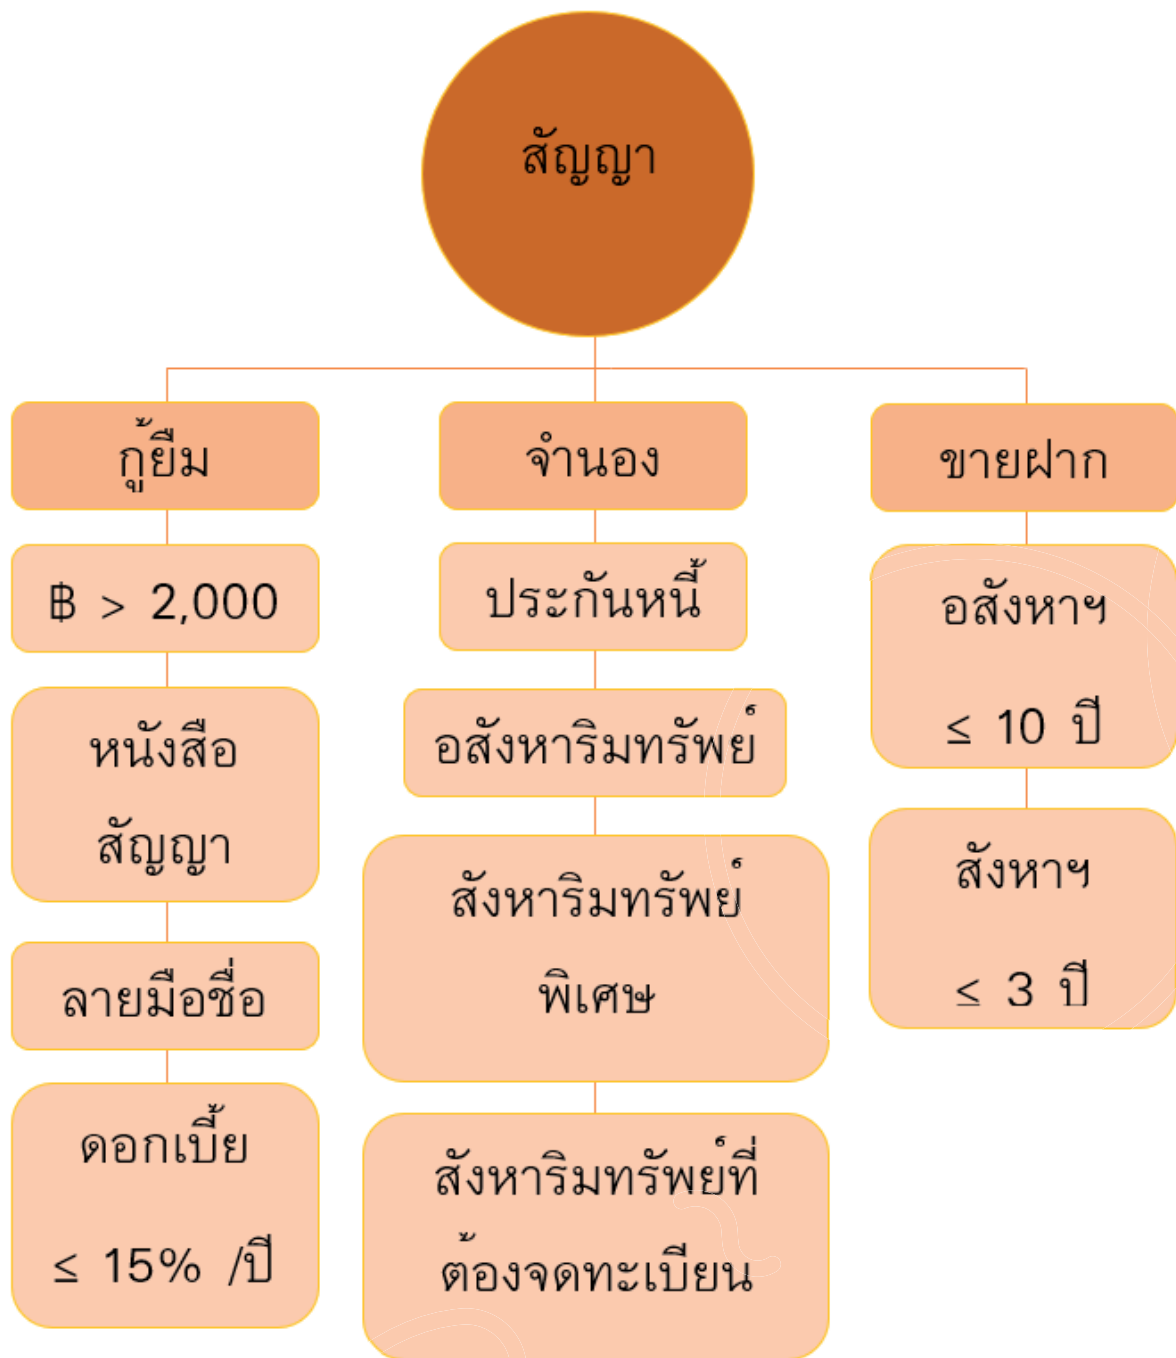 สัญญา
กู้ยืม
฿ > 2,000
หนังสือ
สัญญา
ลายมือชื่อ
ดอกเบี้ย
≤ 15% /ปี
จำนอง
ประกันหนี้
อสังหาริมทรัพย์
สังหาริมทรัพย์
พิเศษ
สังหาริมทรัพย์ที่
ต้องจดทะเบียน
ขายฝาก
อสังหาฯ
≤ 10 ปี
สังหาฯ
≤ 3 ปี